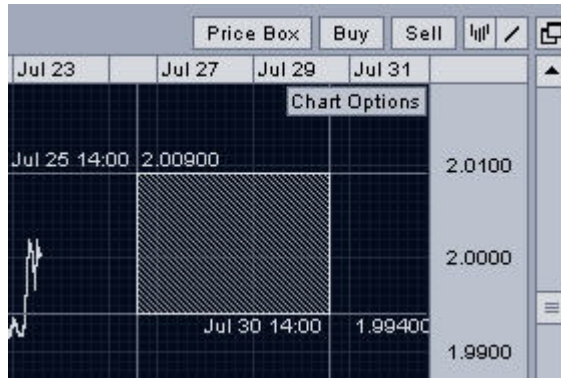 Price Box Buy Sell
Jul 23 Jul 27 Jul 29 Jul 31
Chart Options
Jul 25 14:00 2.00900
2.0100
2.0000
Jul 30 14:00 1.99400
1.9900